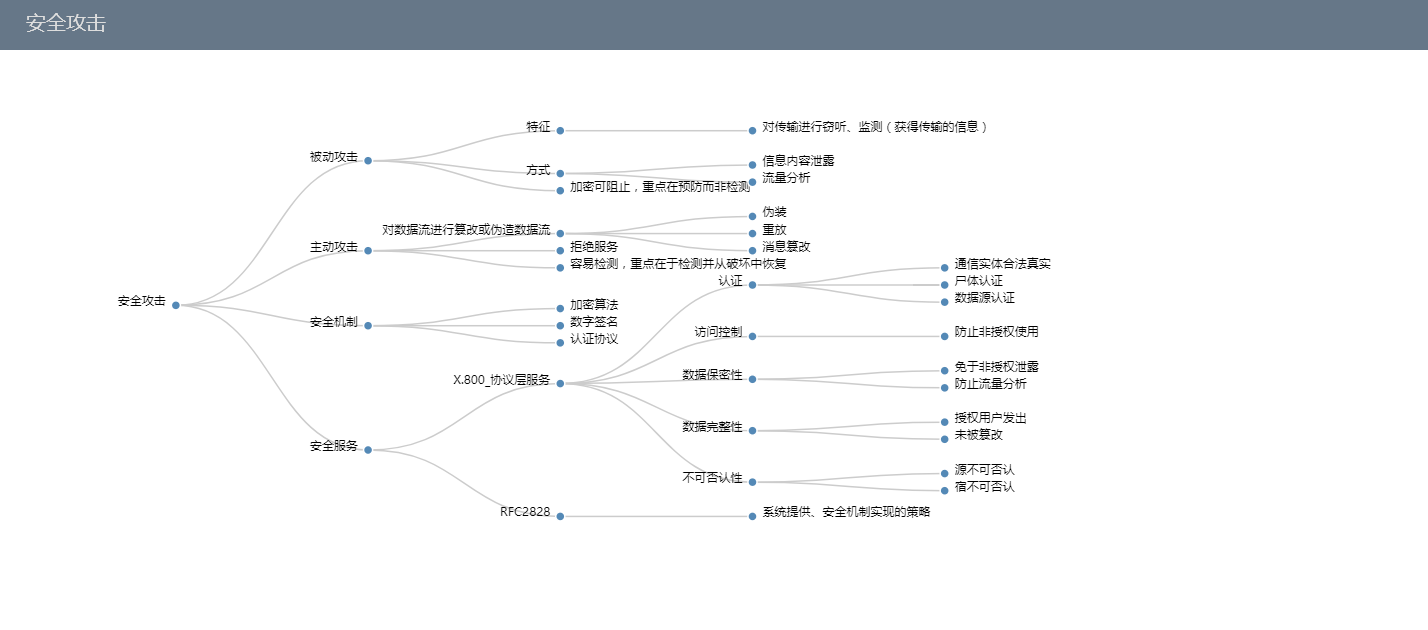 安全攻击
特征
对传输进行窃听、监测（获得传输的信息）
被动攻击
信息内容泄露
方式
流量分析
加密可阻止，重点在预防而非检测
伪装
对数据流进行篡改或伪造数据流
重放
主动攻击
拒绝服务
消息篡改
容易检测，重点在于检测并从破坏中恢复
通信实体合法真实
认证
尸体认证
数据源认证
安全攻击
加密算法
安全机制
数字签名
认证协议
访问控制
防止非授权使用
X.800_协议层服务
数据保密性
免于非授权泄露
防止流量分析
授权用户发出
数据完整性
未被篡改
安全服务
源不可否认
不可否认性
宿不可否认
RFC2828
系统提供、安全机制实现的策略